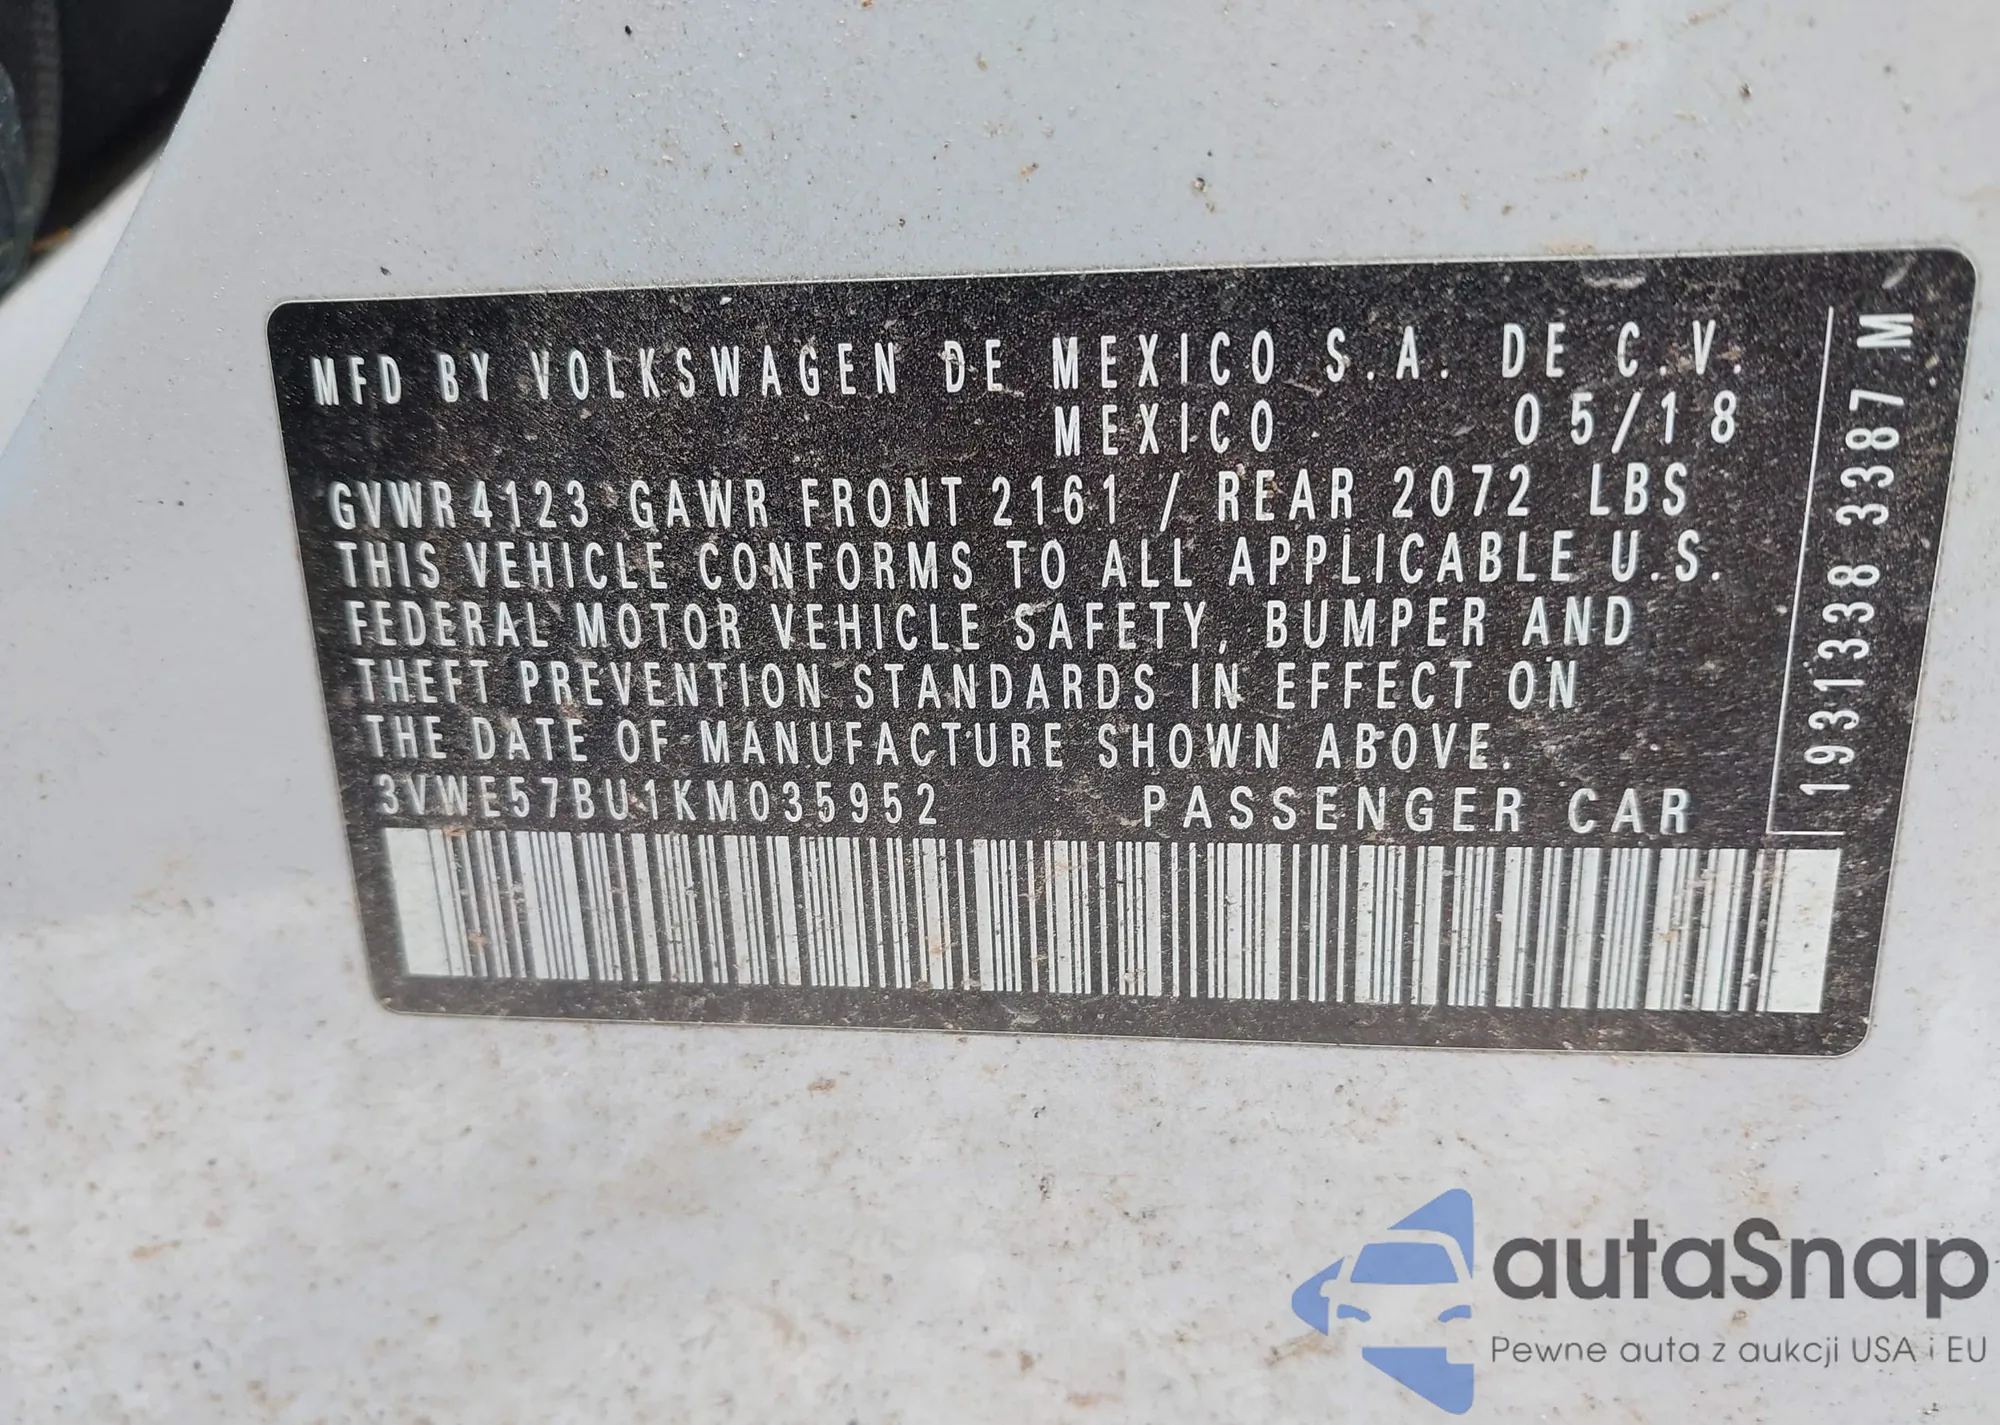 MFD BY VOLKSWAGEN DE MEXICO S.A. DE C.V.
MEXICO 05/18
GVWR 4123 GAWR FRONT 2161 / REAR 2072 LBS
THIS VEHICLE CONFORMS TO ALL APPLICABLE U.S.
FEDERAL MOTOR VEHICLE SAFETY, BUMPER AND
THEFT PREVENTION STANDARDS IN EFFECT ON
THE DATE OF MANUFACTURE SHOWN ABOVE.
3VWE57BU1KM035952 PASSENGER CAR
1931338 3387 M
autaSnap
Pewne auta z aukcji USA i EU